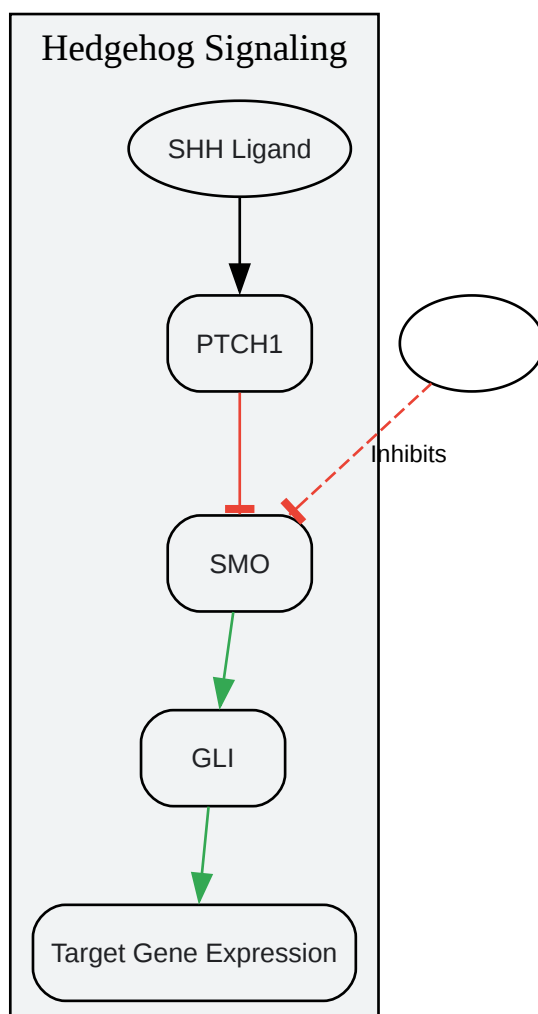 Hedgehog Signaling
SHH Ligand
PTCH1
Inhibits
SMO
GLI
Target Gene Expression